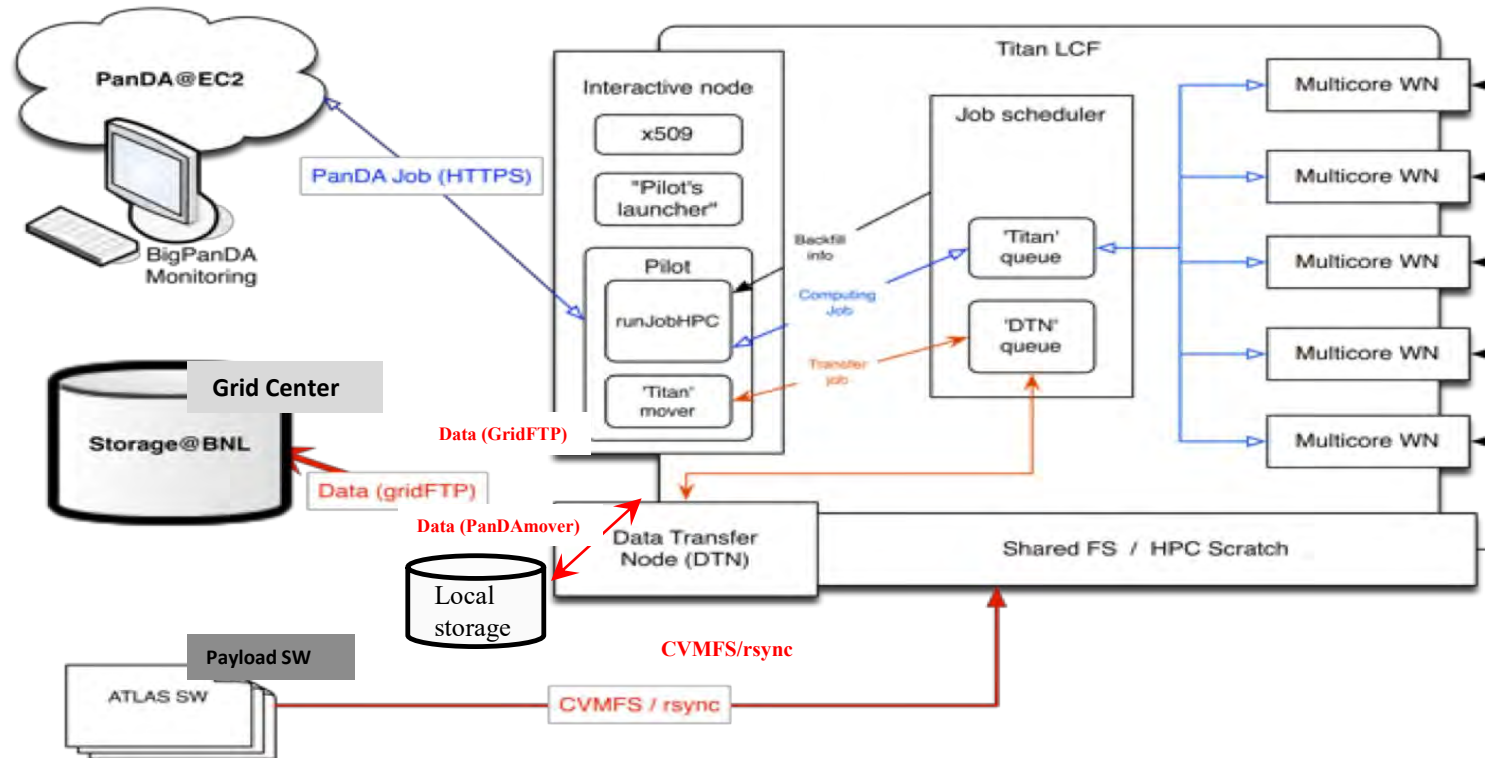 PanDA@EC2
BigPanDA
Monitoring
PanDA Job (HTTPS)
Grid Center
Storage@BNL
Data (gridFTP)
Data (GridFTP)
Data (PanDAmover)
Local
storage
Payload SW
ATLAS SW
CVMFS/rsync
CVMFS / rsync
Interactive node
x509
"Pilot's
launcher"
Pilot
runJobHPC
'Titan'
mover
Backfill
info
Computing
Job
Transfer
job
Titan LCF
Job scheduler
'Titan'
queue
'DTN'
queue
Multicore WN
Multicore WN
Multicore WN
Multicore WN
Multicore WN
Data Transfer
Node (DTN)
Shared FS / HPC Scratch